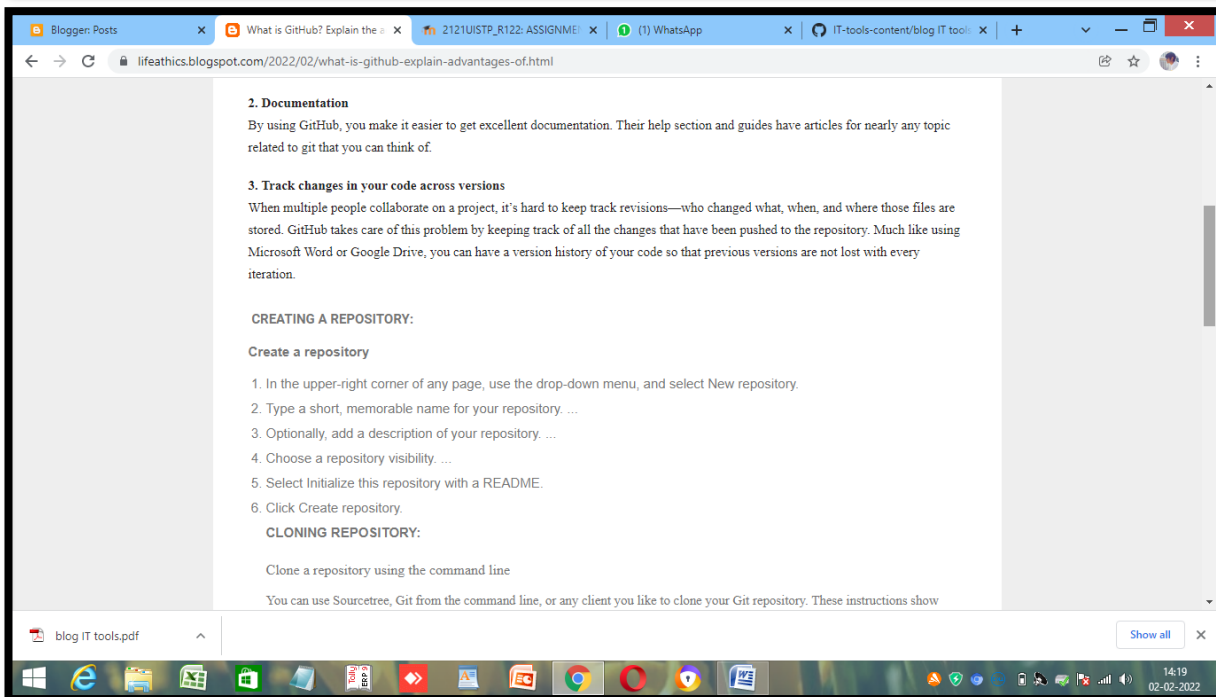 Blogger: Posts
What is GitHub? Explain the a
2121UISTP_R122: ASSIGNME
(1) WhatsApp
IT-tools-content/blog IT tool
lifeathics.blogspot.com/2022/02/what-is-github-explain-advantages-of.html
2. Documentation
By using GitHub, you make it easier to get excellent documentation. Their help section and guides have articles for nearly any topic
related to git that you can think of.
3. Track changes in your code across versions
When multiple people collaborate on a project, it's hard to keep track revisions—who changed what, when, and where those files are
stored. GitHub takes care of this problem by keeping track of all the changes that have been pushed to the repository. Much like using
Microsoft Word or Google Drive, you can have a version history of your code so that previous versions are not lost with every
iteration.
CREATING A REPOSITORY:
Create a repository
1. In the upper-right corner of any page, use the drop-down menu, and select New repository.
2. Type a short, memorable name for your repository. ...
3. Optionally, add a description of your repository. ...
4. Choose a repository visibility. ...
5. Select Initialize this repository with a README.
6. Click Create repository.
CLONING REPOSITORY:
Clone a repository using the command line
You can use Sourcetree, Git from the command line, or any client you like to clone your Git repository. These instructions show
blog IT tools.pdf
Show all
Tally
ERP 9
14:19
02-02-2022